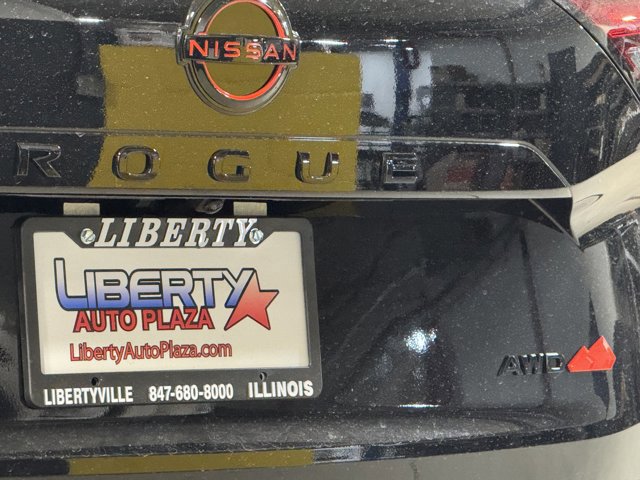 NISSAN
ROGUE
LIBERTY
LIBERTY
AUTO PLAZA
LibertyAutoPlaza.com
LIBERTYVILLE 847-680-8000 ILLINOIS
AWD